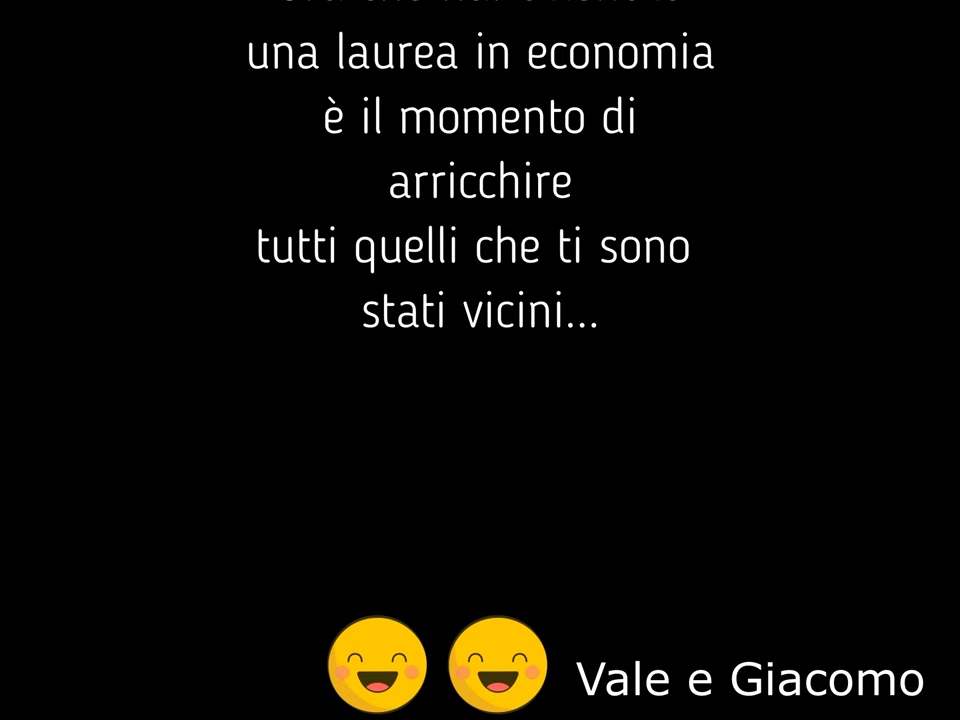 una laurea in economia
è il momento di
arricchire
tutti quelli che ti sono
stati vicini...
Vale e Giacomo